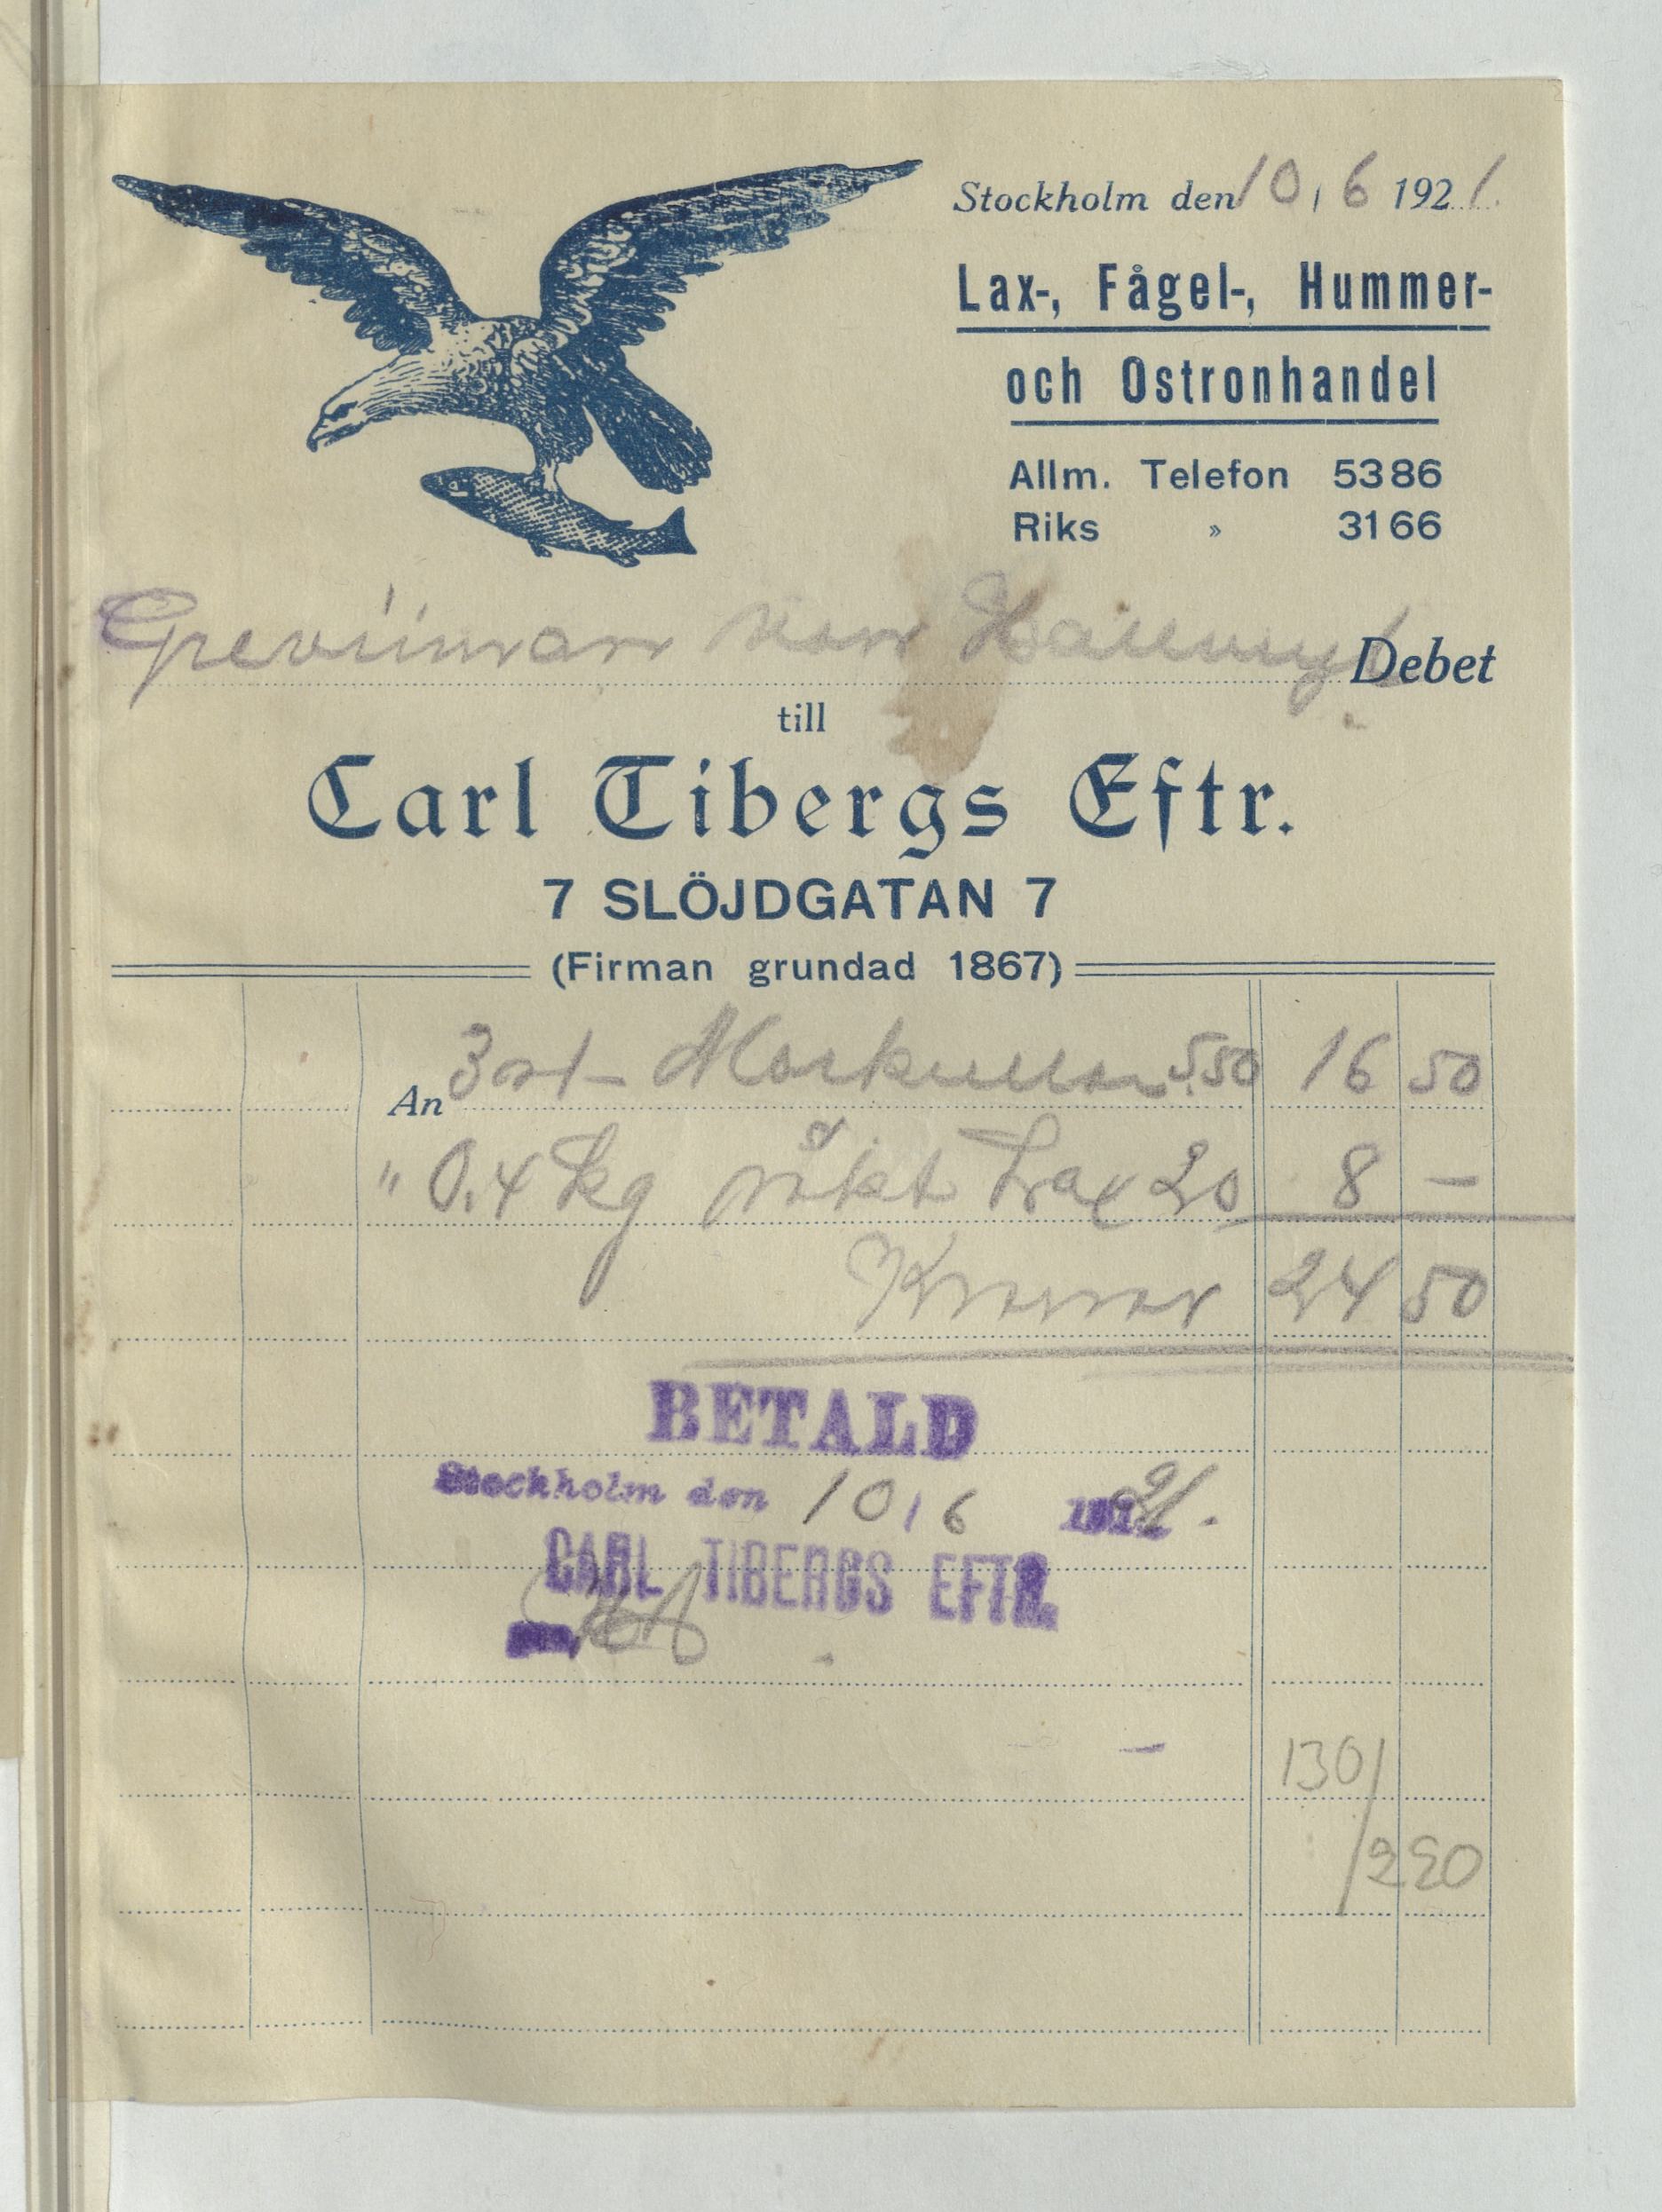 Stockholm den 10,6 1921.
Lax-, Fågel-, Hummer-
och Ostronhandel
Allm. Telefon 5386
Riks » 3166
Grevinnan von Hallwyl Debet
till
Carl Tibergs Eftr.
7 SLÖJDGATAN 7
(Firman grundad 1867)
An 3 st Morkullor 5.50 16 50
" 0.4 kg rökt Lax 20 8 —
Kronor 24 50
BETALD
Stockholm den 10/6 1921.
CARL TIBERGS EFTR.
130/
/220